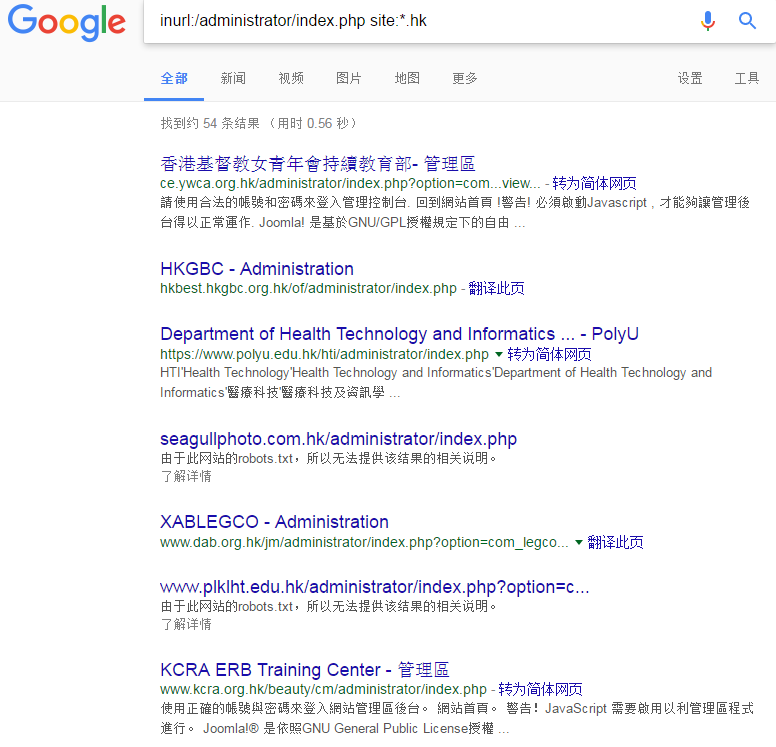 Google
inurl:/administrator/index.php site:*.hk
全部 新闻 视频 图片 地图 更多 设置 工具
找到约 54 条结果 （用时 0.56 秒）
香港基督教女青年會持續教育部- 管理區
ce.ywca.org.hk/administrator/index.php?option=com...view... - 转为简体网页
請使用合法的帳號和密碼來登入管理控制台. 回到網站首頁 !警告! 必須啟動Javascript , 才能夠讓管理後
台得以正常運作. Joomla! 是基於GNU/GPL授權規定下的自由 ...
HKGBC - Administration
hkbest.hkgbc.org.hk/of/administrator/index.php - 翻译此页
Department of Health Technology and Informatics ... - PolyU
https://www.polyu.edu.hk/hti/administrator/index.php 转为简体网页
HTI'Health Technology'Health Technology and Informatics'Department of Health Technology and
Informatics'醫療科技'醫療科技及資訊學 ...
seagullphoto.com.hk/administrator/index.php
由于此网站的robots.txt，所以无法提供该结果的相关说明。
了解详情
XABLEGCO - Administration
www.dab.org.hk/jm/administrator/index.php?option=com_legco... 翻译此页
www.plklht.edu.hk/administrator/index.php?option=c...
由于此网站的robots.txt，所以无法提供该结果的相关说明。
了解详情
KCRA ERB Training Center - 管理區
www.kcra.org.hk/beauty/cm/administrator/index.php - 转为简体网页
使用正確的帳號與密碼來登入網站管理區後台。 網站首頁。 警告！JavaScript 需要啟用以利管理區程式
進行。 Joomla!® 是依照GNU General Public License授權 ...